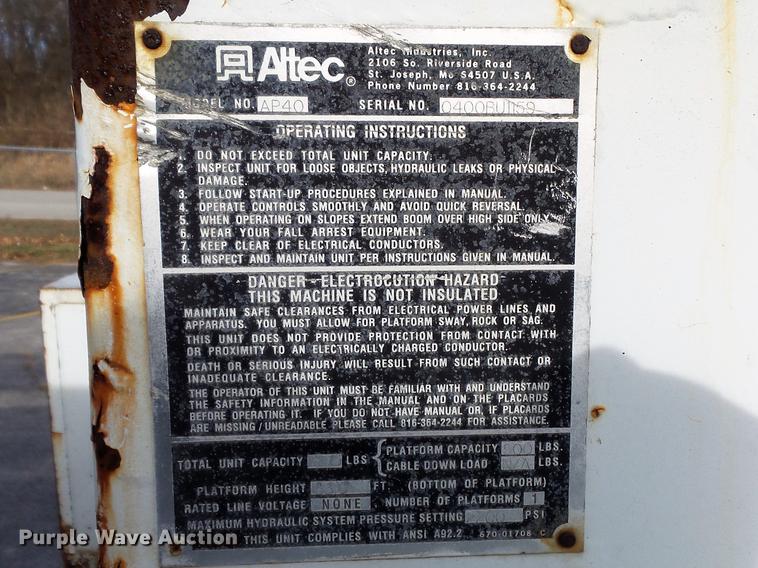 Altec®
Altec Industries, Inc.
2106 So. Riverside Road
St. Joseph, Mo 54507 U.S.A.
Phone Number 816-364-2244
MODEL NO. AP40 SERIAL NO. 0400BU1159
OPERATING INSTRUCTIONS
1. DO NOT EXCEED TOTAL UNIT CAPACITY.
2. INSPECT UNIT FOR LOOSE OBJECTS, HYDRAULIC LEAKS OR PHYSICAL
DAMAGE.
3. FOLLOW START-UP PROCEDURES EXPLAINED IN MANUAL.
4. OPERATE CONTROLS SMOOTHLY AND AVOID QUICK REVERSAL.
5. WHEN OPERATING ON SLOPES EXTEND BOOM OVER HIGH SIDE ONLY.
6. WEAR YOUR FALL ARREST EQUIPMENT.
7. KEEP CLEAR OF ELECTRICAL CONDUCTORS.
8. INSPECT AND MAINTAIN UNIT PER INSTRUCTIONS GIVEN IN MANUAL.
DANGER - ELECTROCUTION HAZARD
THIS MACHINE IS NOT INSULATED
MAINTAIN SAFE CLEARANCES FROM ELECTRICAL POWER LINES AND
APPARATUS. YOU MUST ALLOW FOR PLATFORM SWAY, ROCK OR SAG.
THIS UNIT DOES NOT PROVIDE PROTECTION FROM CONTACT WITH
OR PROXIMITY TO AN ELECTRICALLY CHARGED CONDUCTOR.
DEATH OR SERIOUS INJURY WILL RESULT FROM SUCH CONTACT OR
INADEQUATE CLEARANCE.
THE OPERATOR OF THIS UNIT MUST BE FAMILIAR WITH AND UNDERSTAND
THE SAFETY INFORMATION IN THE MANUAL AND ON THE PLACARDS
BEFORE OPERATING IT. IF YOU DO NOT HAVE MANUAL OR, IF PLACARDS
ARE MISSING/UNREADABLE PLEASE CALL 816-364-2244 FOR ASSISTANCE.
TOTAL UNIT CAPACITY LBS { PLATFORM CAPACITY LBS.
CABLE DOWN LOAD N/A LBS.
PLATFORM HEIGHT FT. (BOTTOM OF PLATFORM)
RATED LINE VOLTAGE NONE NUMBER OF PLATFORMS 1
MAXIMUM HYDRAULIC SYSTEM PRESSURE SETTING PSI
THIS UNIT COMPLIES WITH ANSI A92.2 670-01708 C
Purple Wave Auction®